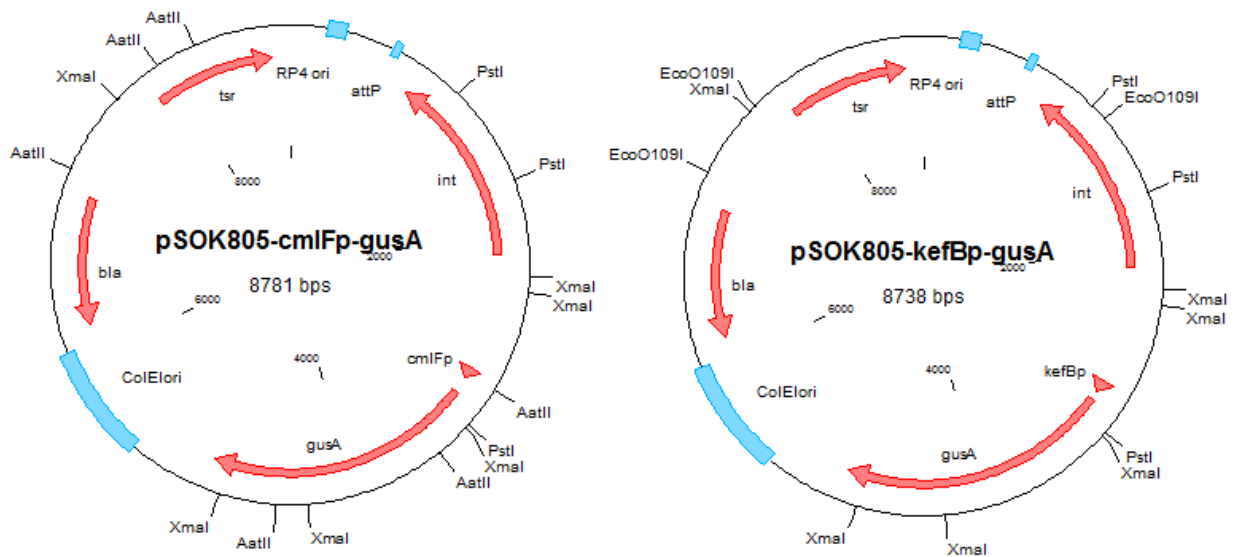 AatII
AatII
XmaI
AatII
tsr
RP4 ori
attP
PstI
PstI
int
8000
pSOK805-cmlFp-gusA
8781 bps
2000
bla
6000
XmaI
XmaI
4000
cmlFp
ColEIori
AatII
gusA
PstI
XmaI
AatII
XmaI
AatII
XmaI
EcoO109I
XmaI
EcoO109I
tsr
RP4 ori
attP
PstI
EcoO109I
PstI
int
8000
pSOK805-kefBp-gusA
8738 bps
2000
bla
6000
XmaI
XmaI
4000
kefBp
ColEIori
gusA
PstI
XmaI
XmaI
XmaI